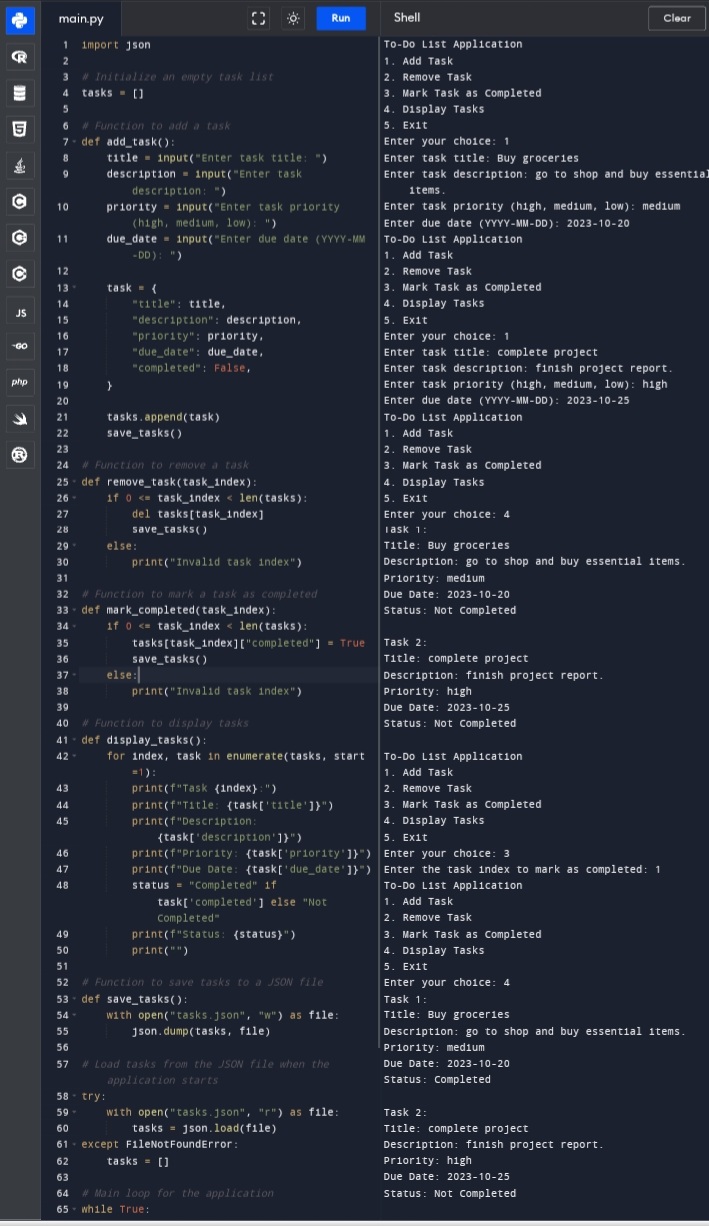 main.py
Run
JS
-GO
php
1 import json
2
3 # Initialize an empty task list
4 tasks = []
5
6 # Function to add a task
7 def add_task():
8 title = input("Enter task title: ")
9 description = input("Enter task
description: ")
10 priority = input("Enter task priority
(high, medium, low): ")
11 due_date = input("Enter due date (YYYY-MM
-DD): ")
12
13 task = {
14 "title": title,
15 "description": description,
16 "priority": priority,
17 "due_date": due_date,
18 "completed": False,
19 }
20
21 tasks.append(task)
22 save_tasks()
23
24 # Function to remove a task
25 def remove_task(task_index):
26 if 0 <= task_index < len(tasks):
27 del tasks[task_index]
28 save_tasks()
29 else:
30 print("Invalid task index")
31
32 # Function to mark a task as completed
33 def mark_completed(task_index):
34 if 0 <= task_index < len(tasks):
35 tasks[task_index]["completed"] = True
36 save_tasks()
37 else:
38 print("Invalid task index")
39
40 # Function to display tasks
41 def display_tasks():
42 for index, task in enumerate(tasks, start
=1):
43 print(f"Task {index}:")
44 print(f"Title: {task['title']}")
45 print(f"Description:
{task['description']}")
46 print(f"Priority: {task['priority']}")
47 print(f"Due Date: {task['due_date']}")
48 status = "Completed" if
task['completed'] else "Not
Completed"
49 print(f"Status: {status}")
50 print("")
51
52 # Function to save tasks to a JSON file
53 def save_tasks():
54 with open("tasks.json", "w") as file:
55 json.dump(tasks, file)
56
57 # Load tasks from the JSON file when the
application starts
58 try:
59 with open("tasks.json", "r") as file:
60 tasks = json.load(file)
61 except FileNotFoundError:
62 tasks = []
63
64 # Main loop for the application
65 while True:
Shell
Clear
To-Do List Application
1. Add Task
2. Remove Task
3. Mark Task as Completed
4. Display Tasks
5. Exit
Enter your choice: 1
Enter task title: Buy groceries
Enter task description: go to shop and buy essential
items.
Enter task priority (high, medium, low): medium
Enter due date (YYYY-MM-DD): 2023-10-20
To-Do List Application
1. Add Task
2. Remove Task
3. Mark Task as Completed
4. Display Tasks
5. Exit
Enter your choice: 1
Enter task title: complete project
Enter task description: finish project report.
Enter task priority (high, medium, low): high
Enter due date (YYYY-MM-DD): 2023-10-25
To-Do List Application
1. Add Task
2. Remove Task
3. Mark Task as Completed
4. Display Tasks
5. Exit
Enter your choice: 4
Task 1:
Title: Buy groceries
Description: go to shop and buy essential items.
Priority: medium
Due Date: 2023-10-20
Status: Not Completed
Task 2:
Title: complete project
Description: finish project report.
Priority: high
Due Date: 2023-10-25
Status: Not Completed
To-Do List Application
1. Add Task
2. Remove Task
3. Mark Task as Completed
4. Display Tasks
5. Exit
Enter your choice: 3
Enter the task index to mark as completed: 1
To-Do List Application
1. Add Task
2. Remove Task
3. Mark Task as Completed
4. Display Tasks
5. Exit
Enter your choice: 4
Task 1:
Title: Buy groceries
Description: go to shop and buy essential items.
Priority: medium
Due Date: 2023-10-20
Status: Completed
Task 2:
Title: complete project
Description: finish project report.
Priority: high
Due Date: 2023-10-25
Status: Not Completed